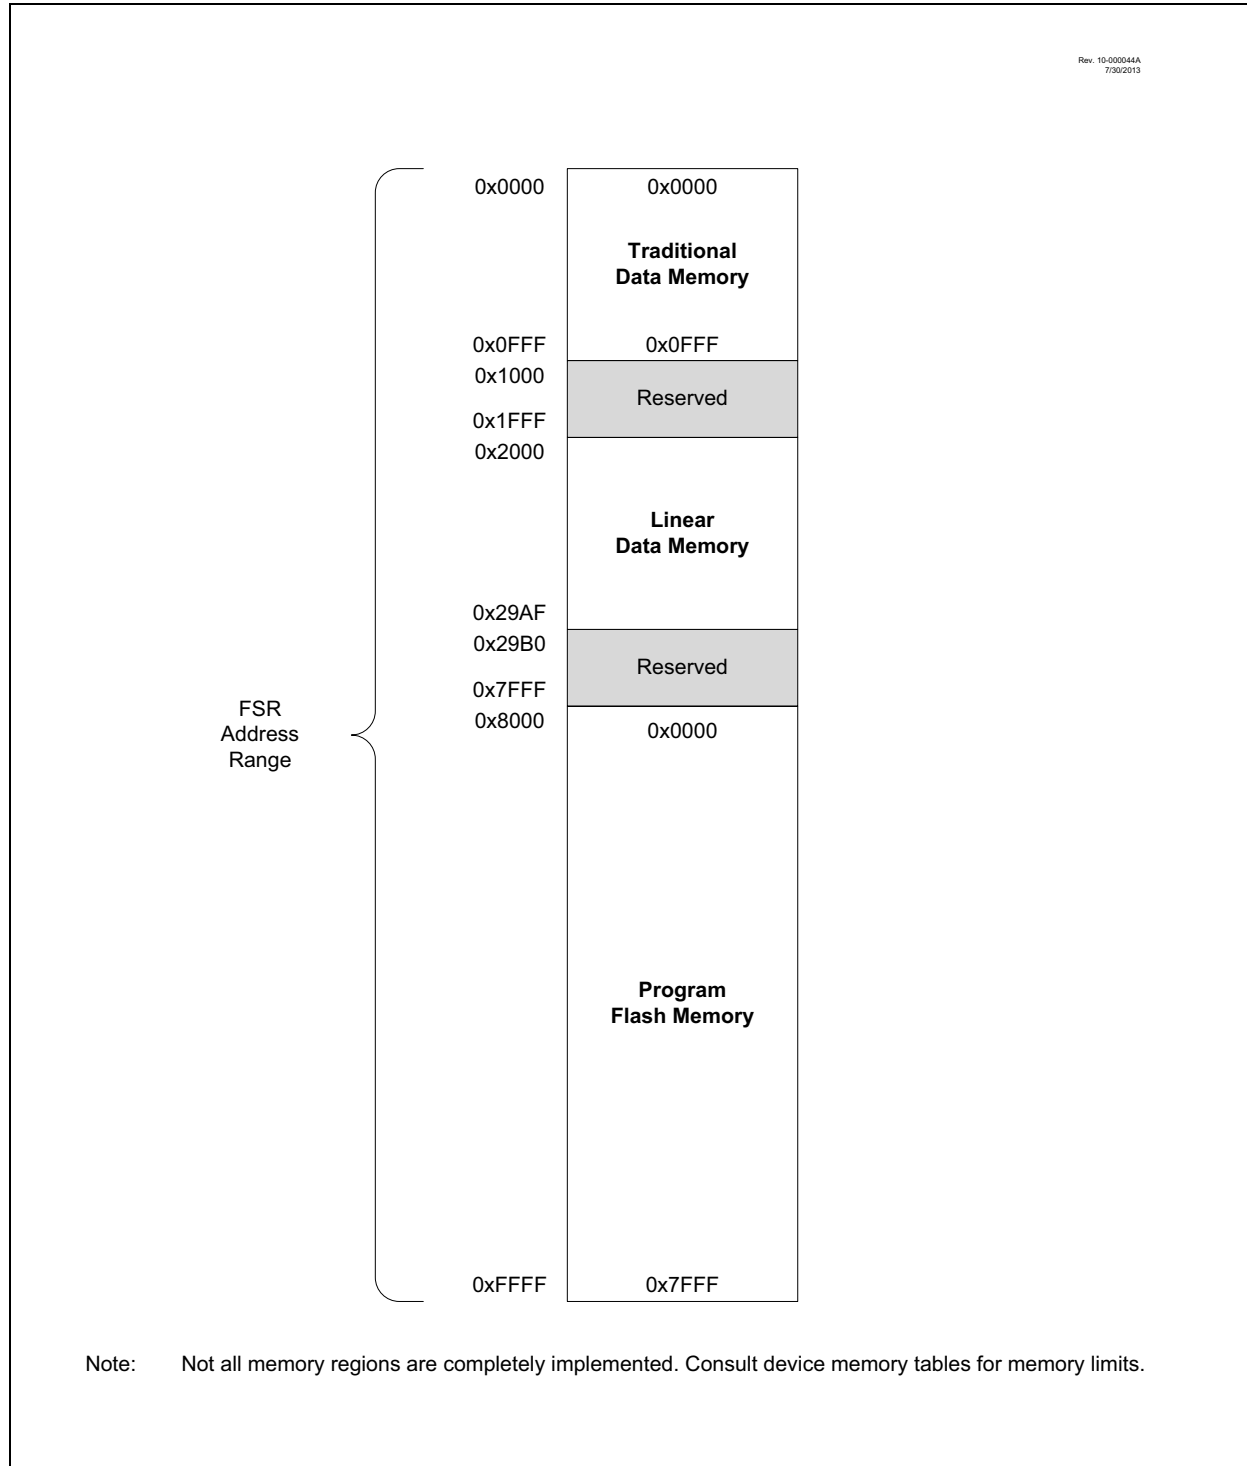 Rev. 10-000044A
7/30/2013
0x0000 0x0000
Traditional
Data Memory
0x0FFF 0x0FFF
0x1000
Reserved
0x1FFF
0x2000
Linear
Data Memory
0x29AF
0x29B0
Reserved
0x7FFF
0x8000 0x0000
FSR
Address
Range
Program
Flash Memory
0xFFFF 0x7FFF
Note: Not all memory regions are completely implemented. Consult device memory tables for memory limits.